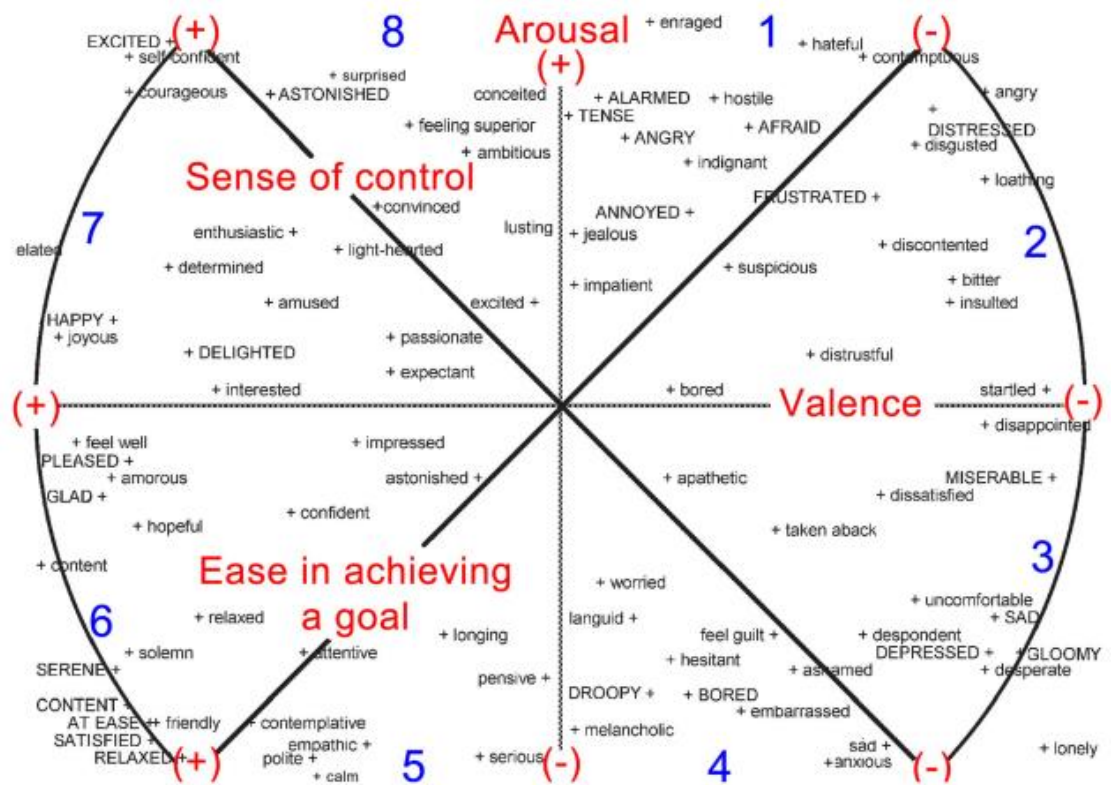 (+)
8
Arousal
(+)
+ enraged
1
(-)
EXCITED +
+ self-confident
+ hateful
+ contemptuous
+ surprised
+ courageous
+ ASTONISHED
conceited
+ ALARMED
+ hostile
+ angry
+ TENSE
+ feeling superior
+ ANGRY
+ AFRAID
+
DISTRESSED
+ disgusted
+ ambitious
+ indignant
Sense of control
+ loathing
FRUSTRATED +
+convinced
ANNOYED +
7
enthusiastic +
lusting
+ jealous
2
elated
+ light-hearted
+ discontented
+ determined
+ suspicious
+ bitter
+ impatient
+ amused
excited +
+ insulted
HAPPY +
+ joyous
+ passionate
+ DELIGHTED
+ distrustful
+ expectant
+ interested
+ bored
startled +
(+)
Valence
(-)
+ disappointed
+ feel well
+ impressed
PLEASED +
+ amorous
astonished +
+ apathetic
MISERABLE +
GLAD +
+ dissatisfied
+ confident
+ hopeful
+ taken aback
3
+ content
Ease in achieving
a goal
+ worried
+ uncomfortable
6
+ relaxed
languid +
+ SAD
+ longing
feel guilt +
+ despondent
+ solemn
+ attentive
+ hesitant
DEPRESSED +
+ GLOOMY
SERENE +
pensive +
+ ashamed
+ desperate
DROOPY +
+ BORED
CONTENT +
+ embarrassed
AT EASE ++ friendly
+ contemplative
+ melancholic
SATISFIED +
empathic +
sad +
+ lonely
RELAXED +
(+)
polite +
5
+ serious
(-)
4
+anxious
(-)
+ calm